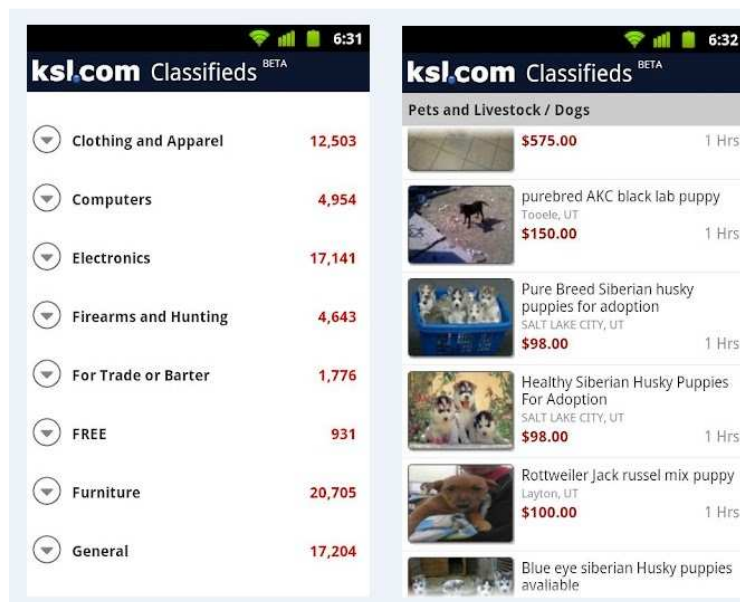 6:31
ksl.com Classifieds BETA
Clothing and Apparel 12,503
Computers 4,954
Electronics 17,141
Firearms and Hunting 4,643
For Trade or Barter 1,776
FREE 931
Furniture 20,705
General 17,204
6:32
ksl.com Classifieds BETA
Pets and Livestock / Dogs
$575.00 1 Hrs
purebred AKC black lab puppy
Tooele, UT
$150.00 1 Hrs
Pure Breed Siberian husky
puppies for adoption
SALT LAKE CITY, UT
$98.00 1 Hrs
Healthy Siberian Husky Puppies
For Adoption
SALT LAKE CITY, UT
$98.00 1 Hrs
Rottweiler Jack russel mix puppy
Layton, UT
$100.00 1 Hrs
Blue eye siberian Husky puppies
avaliable